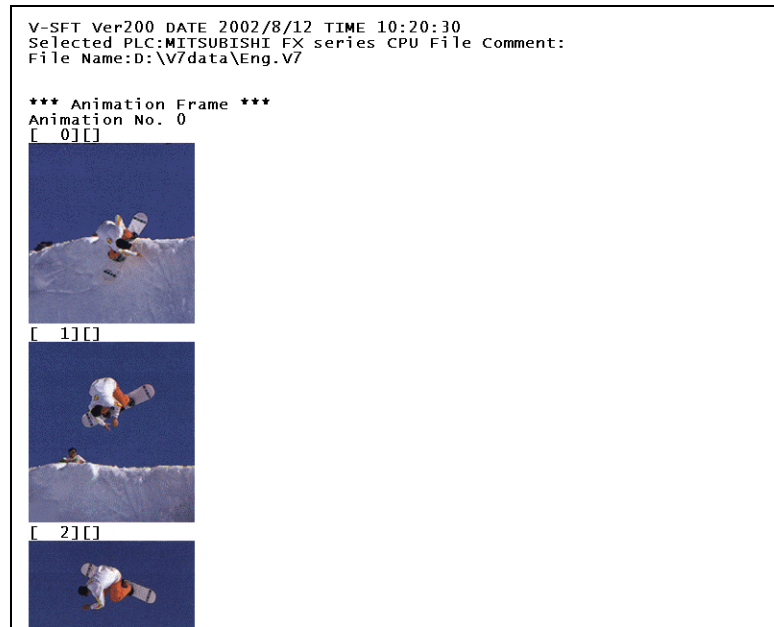 V-SFT Ver200 DATE 2002/8/12 TIME 10:20:30
Selected PLC:MITSUBISHI FX series CPU File Comment:
File Name:D:\V7data\Eng.V7
*** Animation Frame ***
Animation No. 0
[ 0][]
[ 1][]
[ 2][]